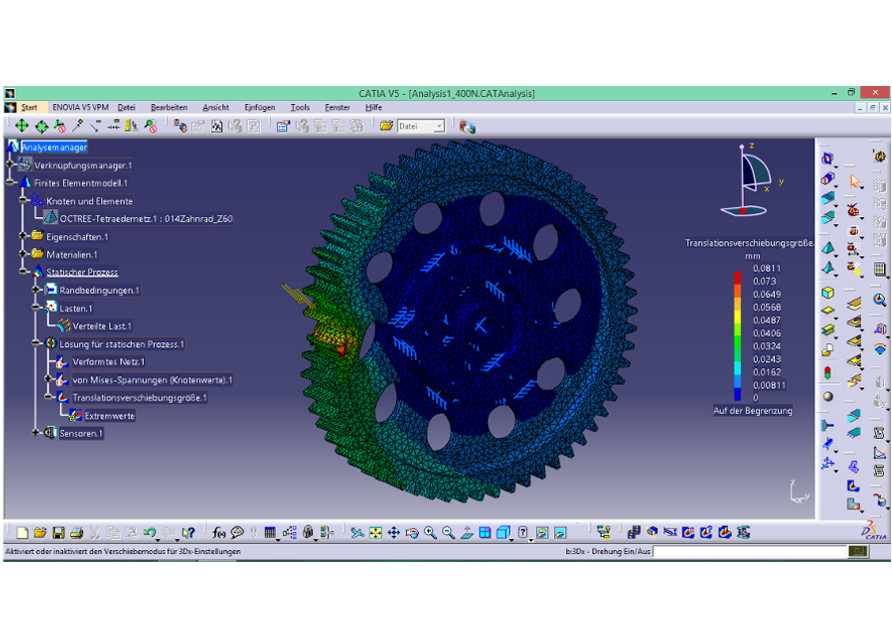 CATIA V5 - [Analysis1_400N.CATAnalysis]
Start ENOVIA V5 VPM Datei Bearbeiten Ansicht Einfügen Tools Fenster Hilfe
Datei
Analysemanager
Verknüpfungsmanager.1
Finites Elementmodell.1
Knoten und Elemente
OCTREE-Tetraedernetz.1 : 014Zahnrad_Z60
Eigenschaften.1
Materialien.1
Statischer Prozess
Randbedingungen.1
Lasten.1
Verteilte Last.1
Lösung für statischen Prozess.1
Verformtes Netz.1
von Mises-Spannungen (Knotenwerte).1
Translationsverschiebungsgröße.1
Extremwerte
Sensoren.1
z
y
x
Translationsverschiebungsgröße.
mm
0,0811
0,073
0,0649
0,0568
0,0487
0,0406
0,0324
0,0243
0,0162
0,00811
0
Auf der Begrenzung
z
y
f(x)
CATIA
Aktiviert oder inaktiviert den Verschiebemodus für 3Dx-Einstellungen
b:3Dx - Drehung Ein/Aus